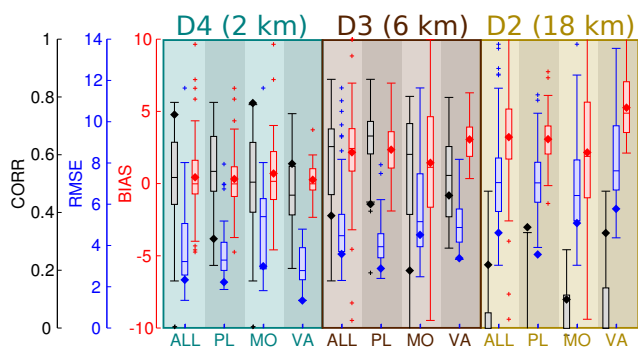 D4 (2 km) D3 (6 km) D2 (18 km)
1 14 10
12
0.8
10 5
0.6
8
CORR RMSE BIAS 0
6
0.4
4 -5
0.2
2
0 0 -10
ALL PL MO VA ALL PL MO VA ALL PL MO VA